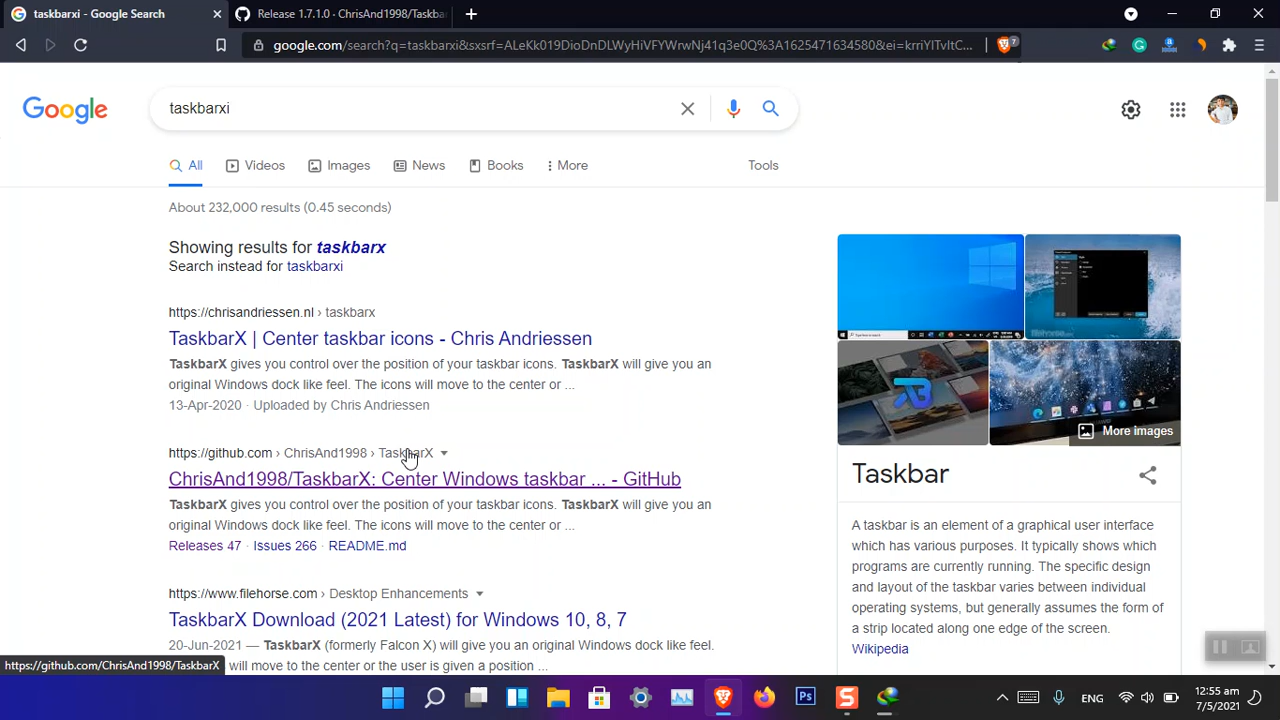 taskbarxi - Google Search
Release 1.7.1.0 · ChrisAnd1998/Taskbar
google.com/search?q=taskbarxi&sxsrf=ALeKk019DioDnDLWyHiVFYWrwNj41q3e0Q%3A1625471634580&ei=krriYITvItC...
7
Google
taskbarxi
All
Videos
Images
News
Books
More
Tools
About 232,000 results (0.45 seconds)
Showing results for taskbarx
Search instead for taskbarxi
https://chrisandriessen.nl › taskbarx
TaskbarX | Center taskbar icons - Chris Andriessen
TaskbarX gives you control over the position of your taskbar icons. TaskbarX will give you an
original Windows dock like feel. The icons will move to the center or ...
13-Apr-2020 · Uploaded by Chris Andriessen
https://github.com › ChrisAnd1998 › TaskbarX
ChrisAnd1998/TaskbarX: Center Windows taskbar ... - GitHub
TaskbarX gives you control over the position of your taskbar icons. TaskbarX will give you an
original Windows dock like feel. The icons will move to the center or ...
Releases 47 · Issues 266 · README.md
https://www.filehorse.com › Desktop Enhancements
TaskbarX Download (2021 Latest) for Windows 10, 8, 7
20-Jun-2021 — TaskbarX (formerly Falcon X) will give you an original Windows dock like feel.
will move to the center or the user is given a position ...
https://github.com/ChrisAnd1998/TaskbarX
More images
Taskbar
A taskbar is an element of a graphical user interface
which has various purposes. It typically shows which
programs are currently running. The specific design
and layout of the taskbar varies between individual
operating systems, but generally assumes the form of
a strip located along one edge of the screen.
Wikipedia
Ps
S
ENG
12:55 am
7/5/2021